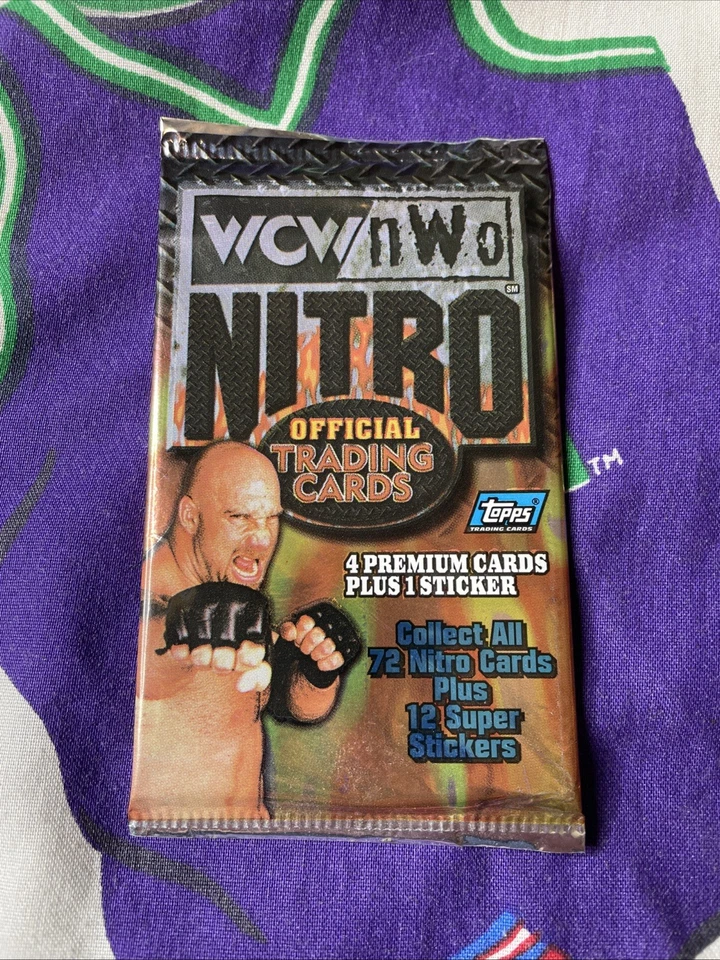 WCW/nWo
NITRO SM
OFFICIAL
TRADING
CARDS
topps®
TRADING CARDS
4 PREMIUM CARDS
PLUS 1 STICKER
Collect All
72 Nitro Cards
Plus
12 Super
Stickers
TM